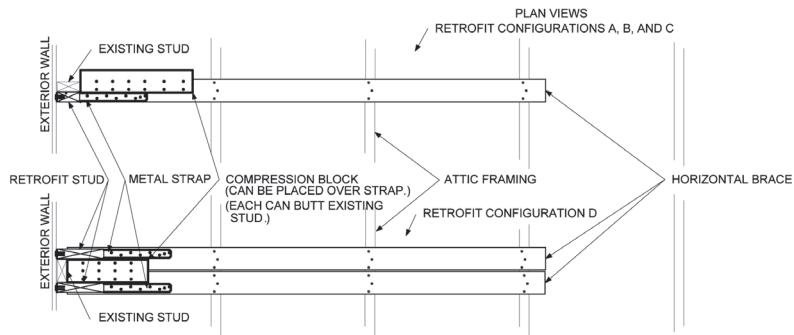 PLAN VIEWS
RETROFIT CONFIGURATIONS A, B, AND C
EXISTING STUD
EXTERIOR WALL
RETROFIT STUD
METAL STRAP
COMPRESSION BLOCK
(CAN BE PLACED OVER STRAP.)
(EACH CAN BUTT EXISTING
STUD.)
ATTIC FRAMING
HORIZONTAL BRACE
RETROFIT CONFIGURATION D
EXTERIOR WALL
EXISTING STUD